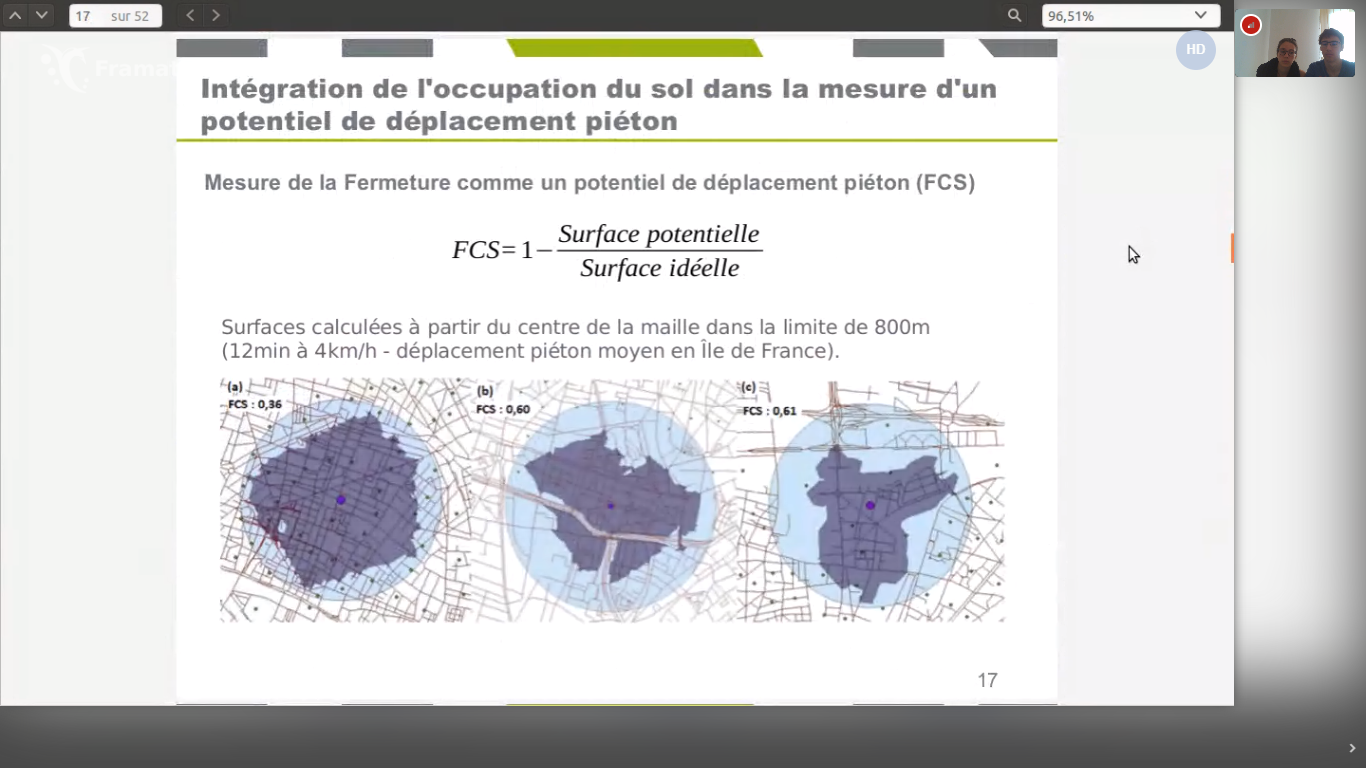 17 sur 52
96,51%
HD
Framat
Intégration de l'occupation du sol dans la mesure d'un
potentiel de déplacement piéton
Mesure de la Fermeture comme un potentiel de déplacement piéton (FCS)
FCS= 1− Surface potentielle
Surface idéelle
Surfaces calculées à partir du centre de la maille dans la limite de 800m
(12min à 4km/h - déplacement piéton moyen en Île de France).
(a)
FCS : 0,36
(b)
FCS : 0,60
(c)
FCS : 0,61
17